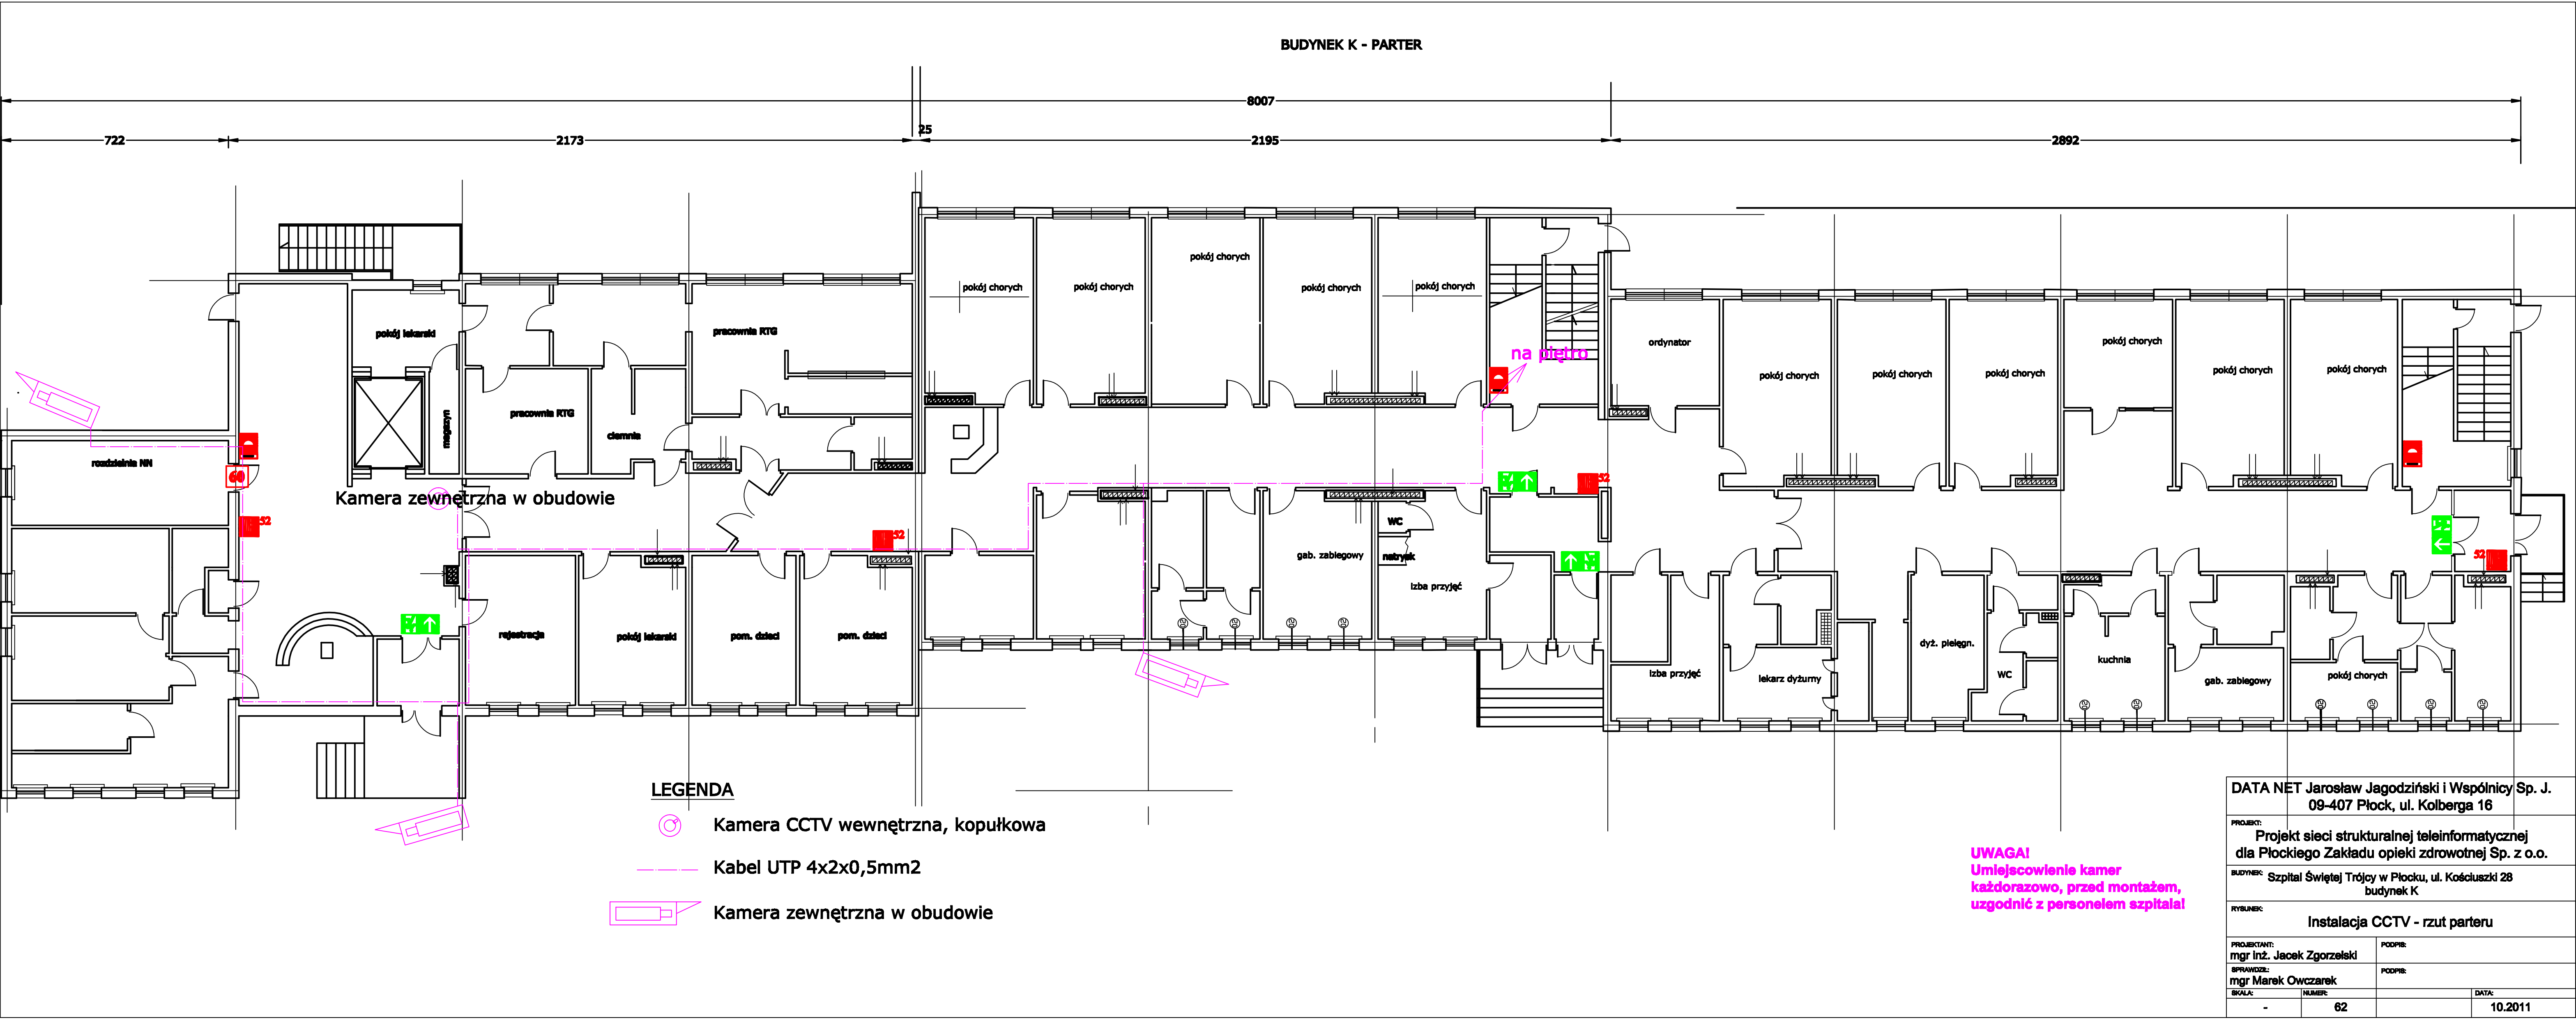 BUDYNEK K - PARTER
8007
722
2173
25
2195
2892
pokój chorych
pokój chorych
pokój chorych
pokój chorych
pokój chorych
pokój lekarski
pracownia RTG
na piętro
ordynator
pokój chorych
pokój chorych
pokój chorych
pokój chorych
pokój chorych
pokój chorych
magazyn
pracownia RTG
ciemnia
rozdzielnia NN
60
Kamera zewnętrzna w obudowie
52
52
52
52
WC
natrysk
gab. zabiegowy
izba przyjęć
rejestracja
pokój lekarski
pom. dzieci
pom. dzieci
izba przyjęć
lekarz dyżurny
dyż. pielęgn.
WC
kuchnia
gab. zabiegowy
pokój chorych
LEGENDA
Kamera CCTV wewnętrzna, kopułkowa
Kabel UTP 4x2x0,5mm2
Kamera zewnętrzna w obudowie
UWAGA!
Umiejscowienie kamer
każdorazowo, przed montażem,
uzgodnić z personelem szpitala!
DATA NET Jarosław Jagodziński i Wspólnicy Sp. J.
09-407 Płock, ul. Kolberga 16
PROJEKT:
Projekt sieci strukturalnej teleinformatycznej
dla Płockiego Zakładu opieki zdrowotnej Sp. z o.o.
BUDYNEK: Szpital Świętej Trójcy w Płocku, ul. Kościuszki 28
budynek K
RYSUNEK:
Instalacja CCTV - rzut parteru
PROJEKTANT: PODPIS:
mgr inż. Jacek Zgorzelski
SPRAWDZIŁ: PODPIS:
mgr Marek Owczarek
SKALA: NUMER: DATA:
- 62 10.2011